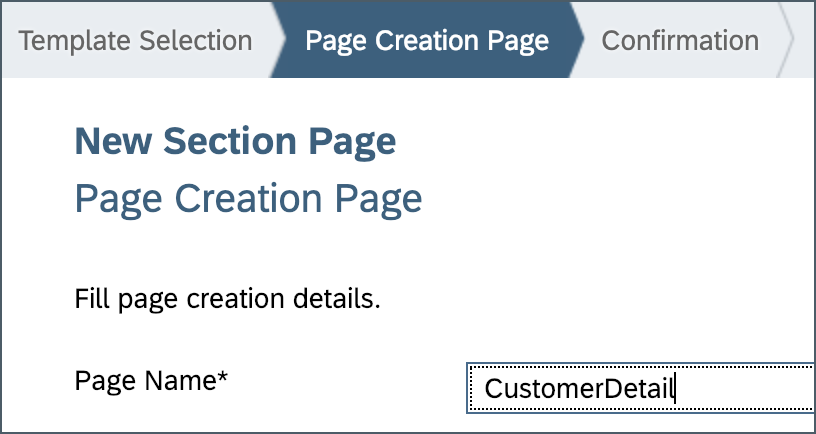 Template Selection Page Creation Page Confirmation
New Section Page
Page Creation Page
Fill page creation details.
Page Name* CustomerDetail